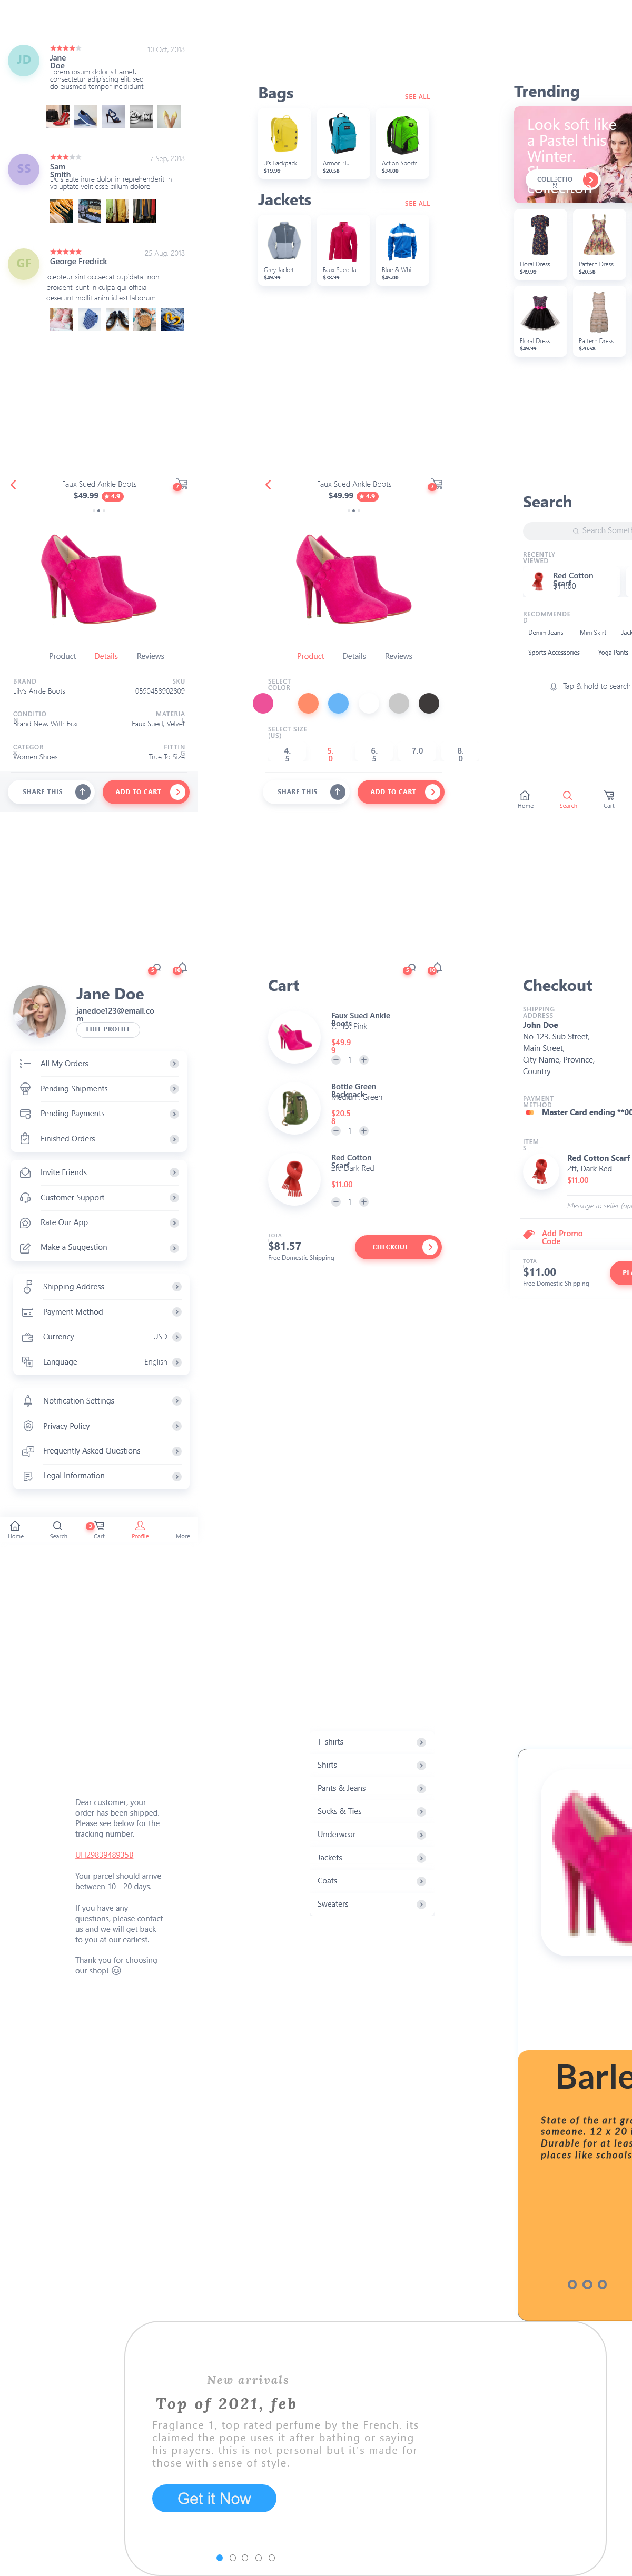 JD
10 Oct, 2018
Jane
Doe
Lorem ipsum dolor sit amet,
consectetur adipiscing elit, sed
do eiusmod tempor incididunt
SS
7 Sep, 2018
Sam
Smith
Duis aute irure dolor in reprehenderit in
voluptate velit esse cillum dolore
GF
25 Aug, 2018
George Fredrick
xcepteur sint occaecat cupidatat non
proident, sunt in culpa qui officia
deserunt mollit anim id est laborum
Bags
SEE ALL
JJ's Backpack
$19.99
Armor Blu
$20.58
Action Sports
$34.00
Jackets
SEE ALL
Grey Jacket
$49.99
Faux Sued Ja...
$38.99
Blue & Whit...
$45.00
Trending
Look soft like
a Pastel this
Winter.
collection
COLLECTIO
N
Floral Dress
$49.99
Pattern Dress
$20.58
Floral Dress
$49.99
Pattern Dress
$20.58
Faux Sued Ankle Boots
$49.99
4.9
7
Product
Details
Reviews
BRAND
Lily's Ankle Boots
SKU
0590458902809
CONDITIO
N
Brand New, With Box
MATERIA
L
Faux Sued, Velvet
CATEGOR
Y
Women Shoes
FITTIN
G
True To Size
SHARE THIS
ADD TO CART
Faux Sued Ankle Boots
$49.99
4.9
7
Product
Details
Reviews
SELECT
COLOR
SELECT SIZE
(US)
4.
5
5.
0
6.
5
7.0
8.
0
SHARE THIS
ADD TO CART
Search
Search Someth
RECENTLY
VIEWED
Red Cotton
Scarf
$11.00
RECOMMENDE
D
Denim Jeans
Mini Skirt
Jack
Sports Accessories
Yoga Pants
Tap & hold to search
Home
Search
Cart
5
10
Jane Doe
janedoe123@email.co
m
EDIT PROFILE
All My Orders
Pending Shipments
Pending Payments
Finished Orders
Invite Friends
Customer Support
Rate Our App
Make a Suggestion
Shipping Address
Payment Method
Currency
USD
Language
English
Notification Settings
Privacy Policy
Frequently Asked Questions
Legal Information
Home
Search
Cart
Profile
More
Cart
Faux Sued Ankle
Boots
7, Hot Pink
$49.9
9
1
Bottle Green
Backpack
Medium, Green
$20.5
8
1
Red Cotton
Scarf
2ft, Dark Red
$11.00
1
TOTA
L
$81.57
Free Domestic Shipping
CHECKOUT
Checkout
SHIPPING
ADDRESS
John Doe
No 123, Sub Street,
Main Street,
City Name, Province,
Country
PAYMENT
METHOD
Master Card ending **00
ITEM
S
Red Cotton Scarf
2ft, Dark Red
$11.00
Message to seller (opt
Add Promo
Code
TOTA
L
$11.00
Free Domestic Shipping
PL
Dear customer, your
order has been shipped.
Please see below for the
tracking number.
UH2983948935B
Your parcel should arrive
between 10 - 20 days.
If you have any
questions, please contact
us and we will get back
to you at our earliest.
Thank you for choosing
our shop!
T-shirts
Shirts
Pants & Jeans
Socks & Ties
Underwear
Jackets
Coats
Sweaters
Barle
State of the art gra
someone. 12 x 20 i
Durable for at leas
places like schools
New arrivals
Top of 2021, feb
Fraglance 1, top rated perfume by the French. its
claimed the pope uses it after bathing or saying
his prayers. this is not personal but it's made for
those with sense of style.
Get it Now